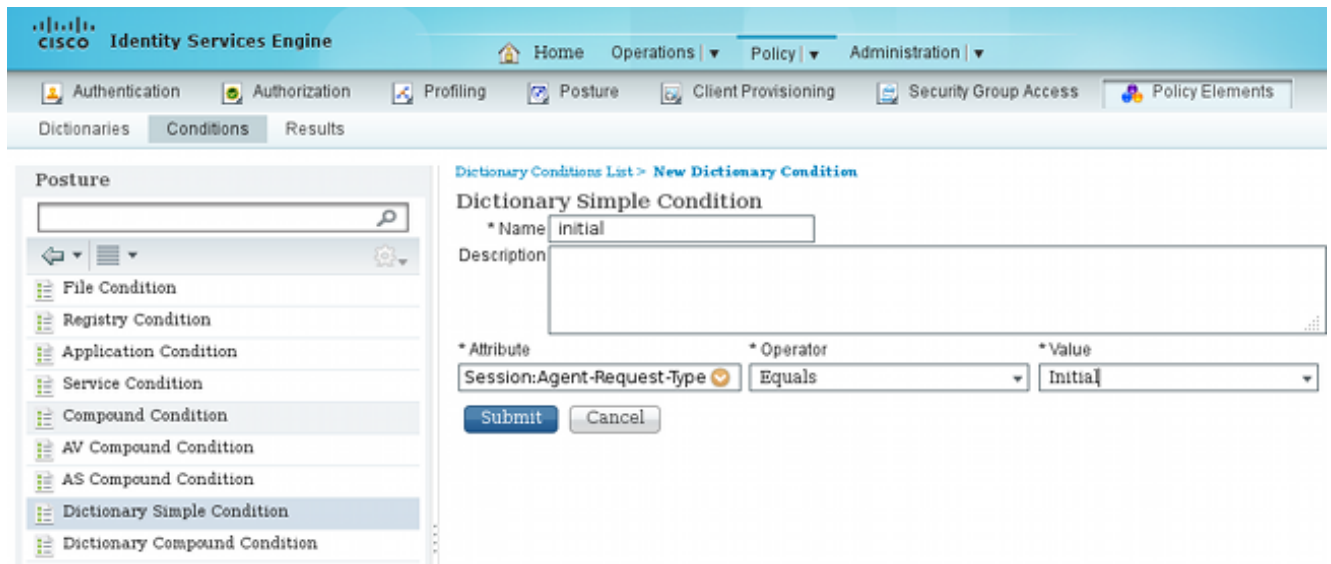 CISCO Identity Services Engine
Home Operations | Policy | Administration |
Authentication Authorization Profiling Posture Client Provisioning Security Group Access Policy Elements
Dictionaries Conditions Results
Posture
File Condition
Registry Condition
Application Condition
Service Condition
Compound Condition
AV Compound Condition
AS Compound Condition
Dictionary Simple Condition
Dictionary Compound Condition
Dictionary Conditions List > New Dictionary Condition
Dictionary Simple Condition
* Name initial
Description
* Attribute * Operator * Value
Session:Agent-Request-Type Equals Initial
Submit Cancel